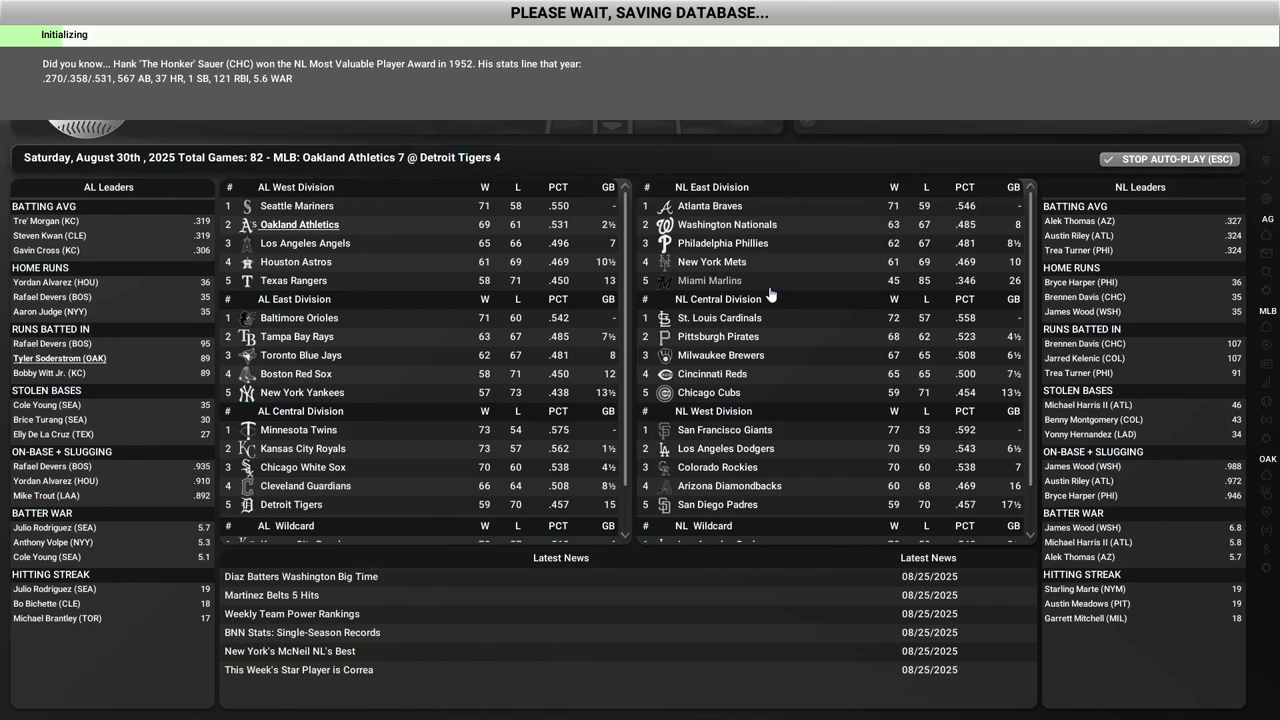 PLEASE WAIT, SAVING DATABASE...
Initializing
Did you know... Hank 'The Honker' Sauer (CHC) won the NL Most Valuable Player Award in 1952. His stats line that year:
.270/.358/.531, 567 AB, 37 HR, 1 SB, 121 RBI, 5.6 WAR
Saturday, August 30th , 2025 Total Games: 82 - MLB: Oakland Athletics 7 @ Detroit Tigers 4
STOP AUTO-PLAY (ESC)
AL Leaders
BATTING AVG
Tre' Morgan (KC) .319
Steven Kwan (CLE) .319
Gavin Cross (KC) .306
HOME RUNS
Yordan Alvarez (HOU) 36
Rafael Devers (BOS) 35
Aaron Judge (NYY) 35
RUNS BATTED IN
Rafael Devers (BOS) 95
Tyler Soderstrom (OAK) 89
Bobby Witt Jr. (KC) 89
STOLEN BASES
Cole Young (SEA) 35
Brice Turang (SEA) 30
Elly De La Cruz (TEX) 27
ON-BASE + SLUGGING
Rafael Devers (BOS) .935
Yordan Alvarez (HOU) .910
Mike Trout (LAA) .892
BATTER WAR
Julio Rodriguez (SEA) 5.7
Anthony Volpe (NYY) 5.3
Cole Young (SEA) 5.1
HITTING STREAK
Julio Rodriguez (SEA) 19
Bo Bichette (CLE) 18
Michael Brantley (TOR) 17
# AL West Division W L PCT GB
1 Seattle Mariners 71 58 .550 -
2 Oakland Athletics 69 61 .531 2½
3 Los Angeles Angels 65 66 .496 7
4 Houston Astros 61 69 .469 10½
5 Texas Rangers 58 71 .450 13
# AL East Division W L PCT GB
1 Baltimore Orioles 71 60 .542 -
2 Tampa Bay Rays 63 67 .485 7½
3 Toronto Blue Jays 62 67 .481 8
4 Boston Red Sox 58 71 .450 12
5 New York Yankees 57 73 .438 13½
# AL Central Division W L PCT GB
1 Minnesota Twins 73 54 .575 -
2 Kansas City Royals 73 57 .562 1½
3 Chicago White Sox 70 60 .538 4½
4 Cleveland Guardians 66 64 .508 8½
5 Detroit Tigers 59 70 .457 15
# AL Wildcard W L PCT GB
# NL East Division W L PCT GB
1 Atlanta Braves 71 59 .546 -
2 Washington Nationals 63 67 .485 8
3 Philadelphia Phillies 62 67 .481 8½
4 New York Mets 61 69 .469 10
5 Miami Marlins 45 85 .346 26
# NL Central Division W L PCT GB
1 St. Louis Cardinals 72 57 .558 -
2 Pittsburgh Pirates 68 62 .523 4½
3 Milwaukee Brewers 67 65 .508 6½
4 Cincinnati Reds 65 65 .500 7½
5 Chicago Cubs 59 71 .454 13½
# NL West Division W L PCT GB
1 San Francisco Giants 77 53 .592 -
2 Los Angeles Dodgers 70 59 .543 6½
3 Colorado Rockies 70 60 .538 7
4 Arizona Diamondbacks 60 68 .469 16
5 San Diego Padres 59 70 .457 17½
# NL Wildcard W L PCT GB
Latest News Latest News
Diaz Batters Washington Big Time 08/25/2025
Martinez Belts 5 Hits 08/25/2025
Weekly Team Power Rankings 08/25/2025
BNN Stats: Single-Season Records 08/25/2025
New York's McNeil NL's Best 08/25/2025
This Week's Star Player is Correa 08/25/2025
NL Leaders
BATTING AVG
Alek Thomas (AZ) .327
Austin Riley (ATL) .324
Trea Turner (PHI) .324
HOME RUNS
Bryce Harper (PHI) 36
Brennen Davis (CHC) 35
James Wood (WSH) 35
RUNS BATTED IN
Brennen Davis (CHC) 107
Jarred Kelenic (COL) 107
Trea Turner (PHI) 91
STOLEN BASES
Michael Harris II (ATL) 46
Benny Montgomery (COL) 43
Yonny Hernandez (LAD) 34
ON-BASE + SLUGGING
James Wood (WSH) .988
Austin Riley (ATL) .972
Bryce Harper (PHI) .946
BATTER WAR
James Wood (WSH) 6.8
Michael Harris II (ATL) 5.8
Alek Thomas (AZ) 5.7
HITTING STREAK
Starling Marte (NYM) 19
Austin Meadows (PIT) 19
Garrett Mitchell (MIL) 18
AG
MLB
OAK